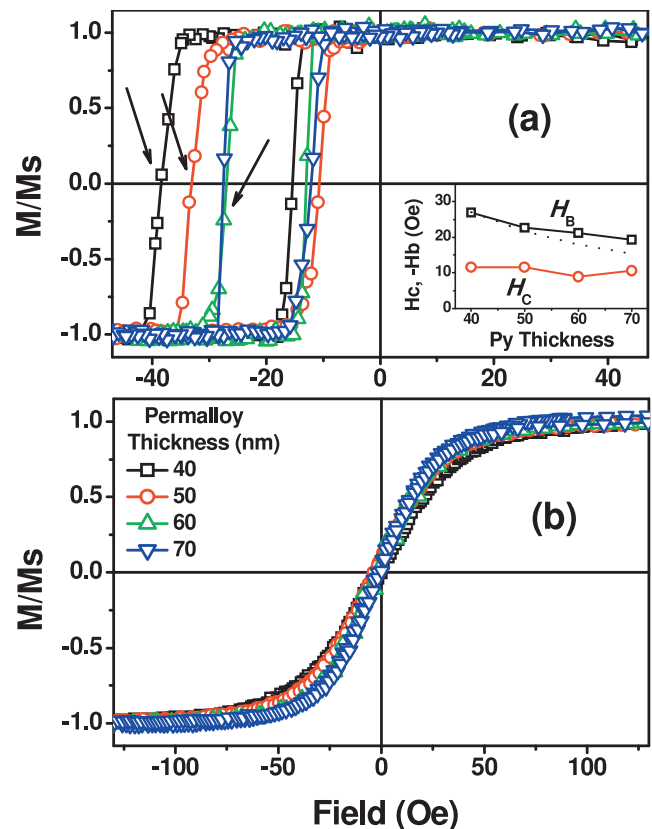 1.0
0.5
0.0
-0.5
-1.0
M/Ms
(a)
Hc, -Hb (Oe)
30
20
10
0
H_B
H_C
40 50 60 70
Py Thickness
-40 -20 0 20 40
Permalloy
Thickness (nm)
40
50
60
70
1.0
0.5
0.0
-0.5
-1.0
M/Ms
(b)
-100 -50 0 50 100
Field (Oe)